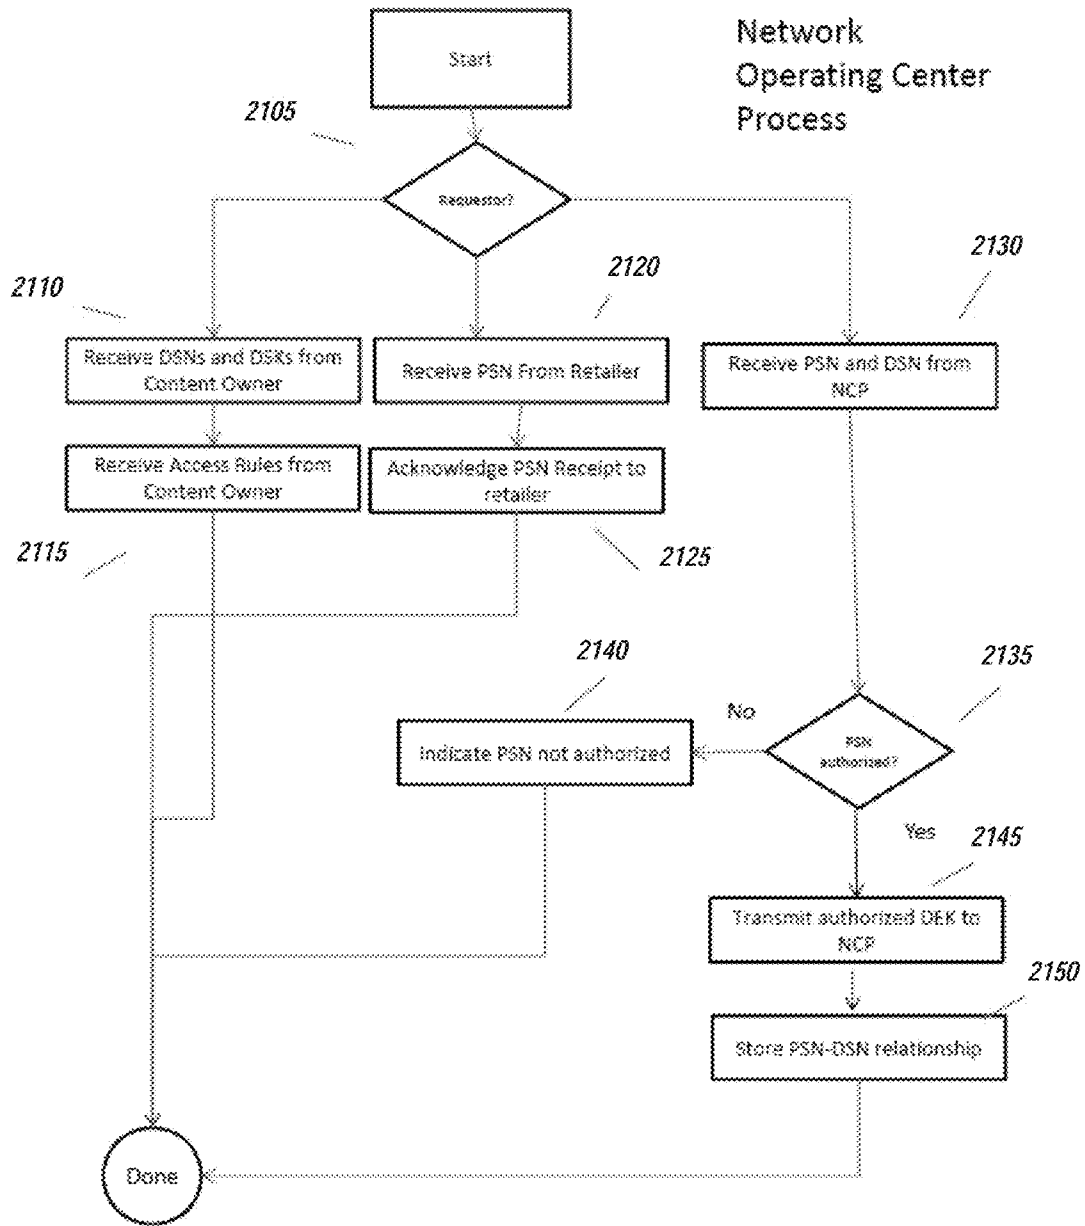 Network
Operating Center
Process
Start
2105
Requestor?
2110
2120
2130
Receive DSNs and DSKs from
Content Owner
Receive PSN From Retailer
Receive PSN and DSN from
NCP
Receive Access Rules from
Content Owner
Acknowledge PSN Receipt to
retailer
2115
2125
2140
2135
No
Indicate PSN not authorized
PSN
authorized?
Yes
2145
Transmit authorized DEK to
NCP
2150
Store PSN-DSN relationship
Done